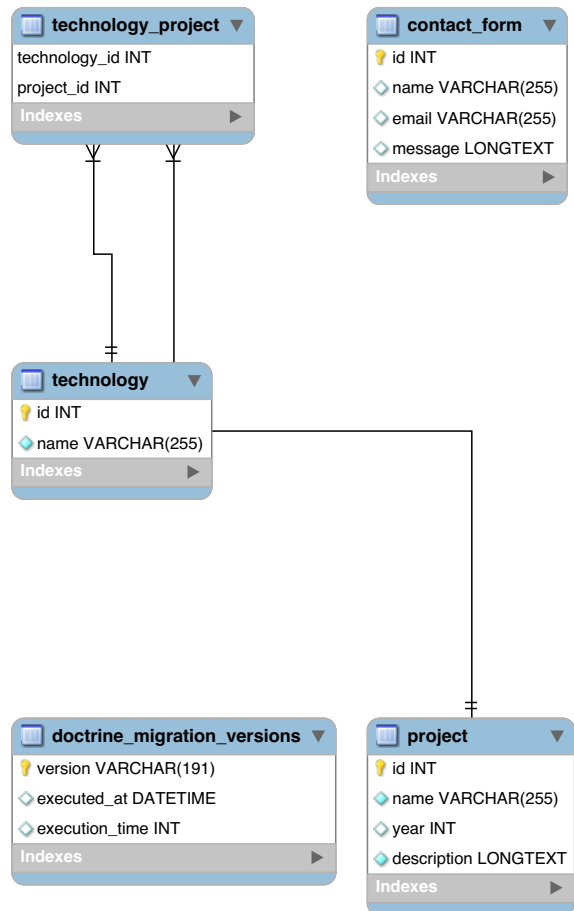 technology_project
technology_id INT
project_id INT
Indexes
contact_form
id INT
name VARCHAR(255)
email VARCHAR(255)
message LONGTEXT
Indexes
technology
id INT
name VARCHAR(255)
Indexes
doctrine_migration_versions
version VARCHAR(191)
executed_at DATETIME
execution_time INT
Indexes
project
id INT
name VARCHAR(255)
year INT
description LONGTEXT
Indexes